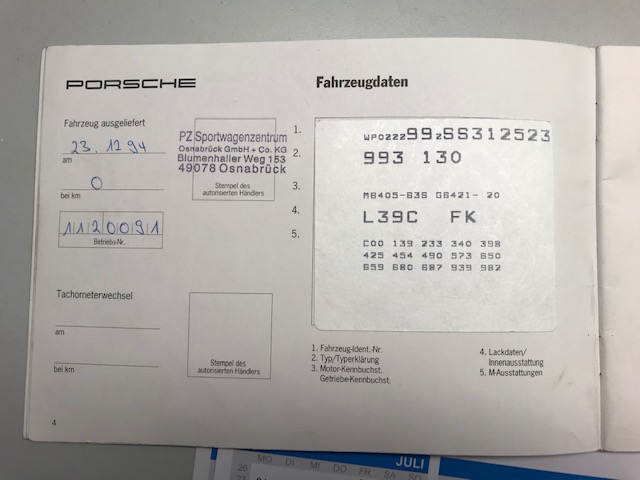 PORSCHE
Fahrzeugdaten
Fahrzeug ausgeliefert
23. 12 94
am
0
bei km
1120091
Betriebs-Nr.
PZ Sportwagenzentrum
Osnabrück GmbH + Co. KG
Blumenhaller Weg 153
49078 Osnabrück
Stempel des
autorisierten Händlers
Tachometerwechsel
am
bei km
Stempel des
autorisierten Händlers
1.
2.
3.
4.
5.
WP0ZZZ99ZSS312523
993 130
M6405-63S G6421- 20
L39C FK
C00 139 233 340 398
425 454 490 573 650
659 680 687 939 982
1. Fahrzeug-Ident.-Nr.
2. Typ/Typerklärung
3. Motor-Kennbuchst.
Getriebe-Kennbuchst.
4. Lackdaten/
Innenausstattung
5. M-Ausstattungen
4
JULI
MO DI MI DO FR SA SO
26
27